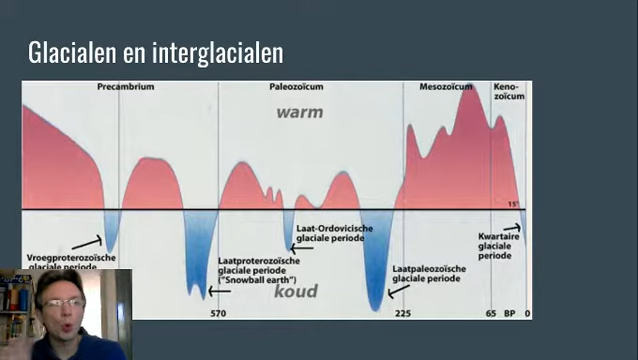 Glacialen en interglacialen
Precambrium
Paleozoïcum
Mesozoïcum
Keno-
zoïcum
warm
15°
Vroegproterozoïsche
glaciale periode
Laatproterozoïsche
glaciale periode
("Snowball earth")
Laat-Ordovicische
glaciale periode
Laatpaleozoïsche
glaciale periode
Kwartaire
glaciale
periode
koud
570
225
65
BP
0